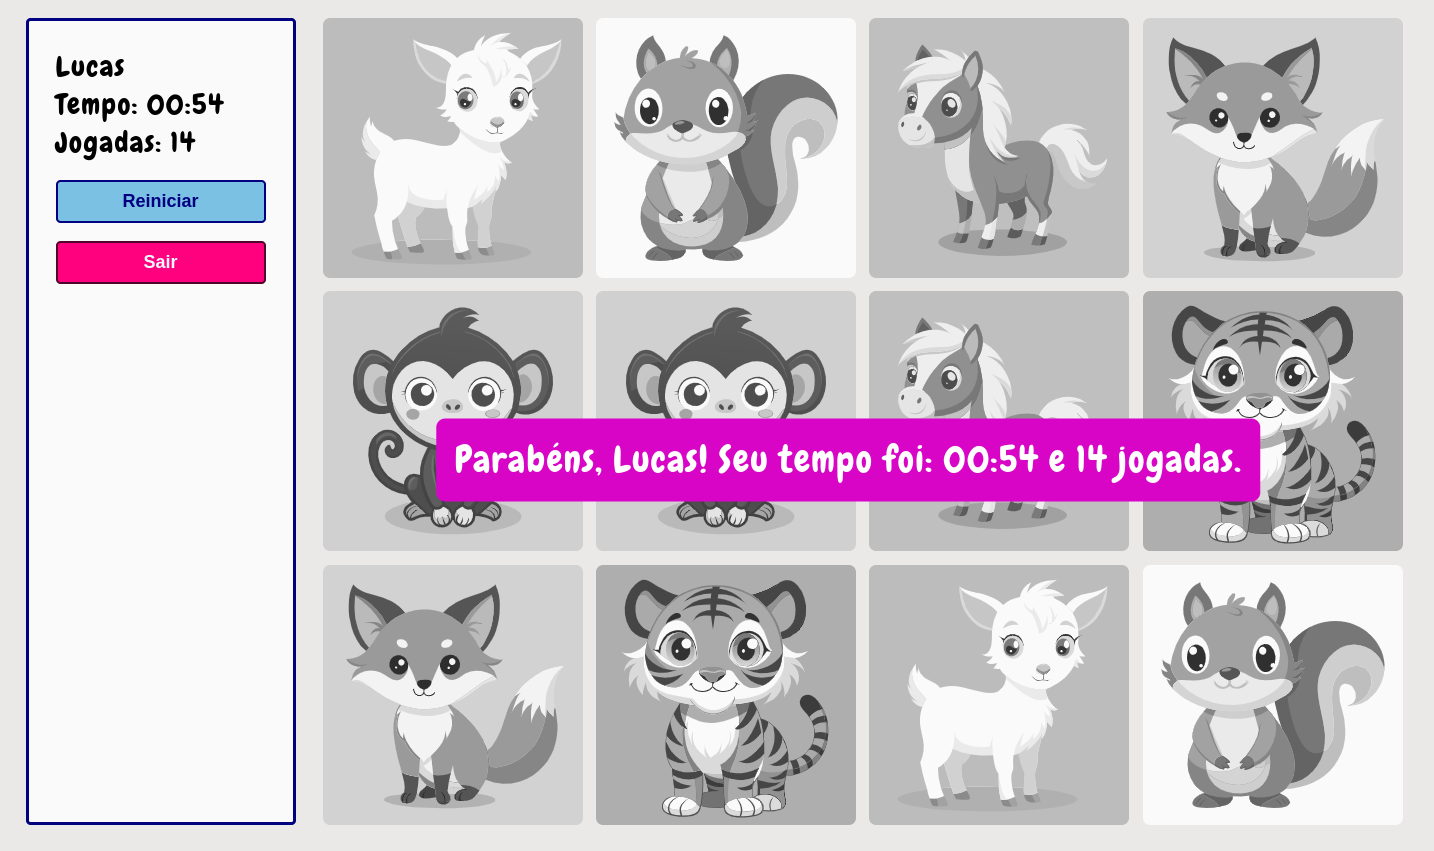 Lucas
Tempo: 00:54
Jogadas: 14
Reiniciar
Sair
Parabéns, Lucas! Seu tempo foi: 00:54 e 14 jogadas.